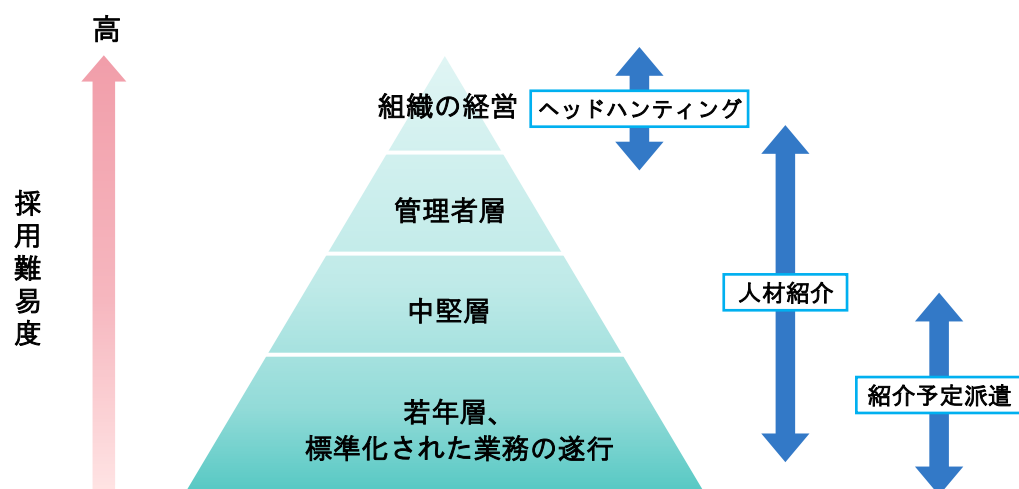 高
採用難易度
組織の経営
管理者層
中堅層
若年層、
標準化された業務の遂行
ヘッドハンティング
人材紹介
紹介予定派遣